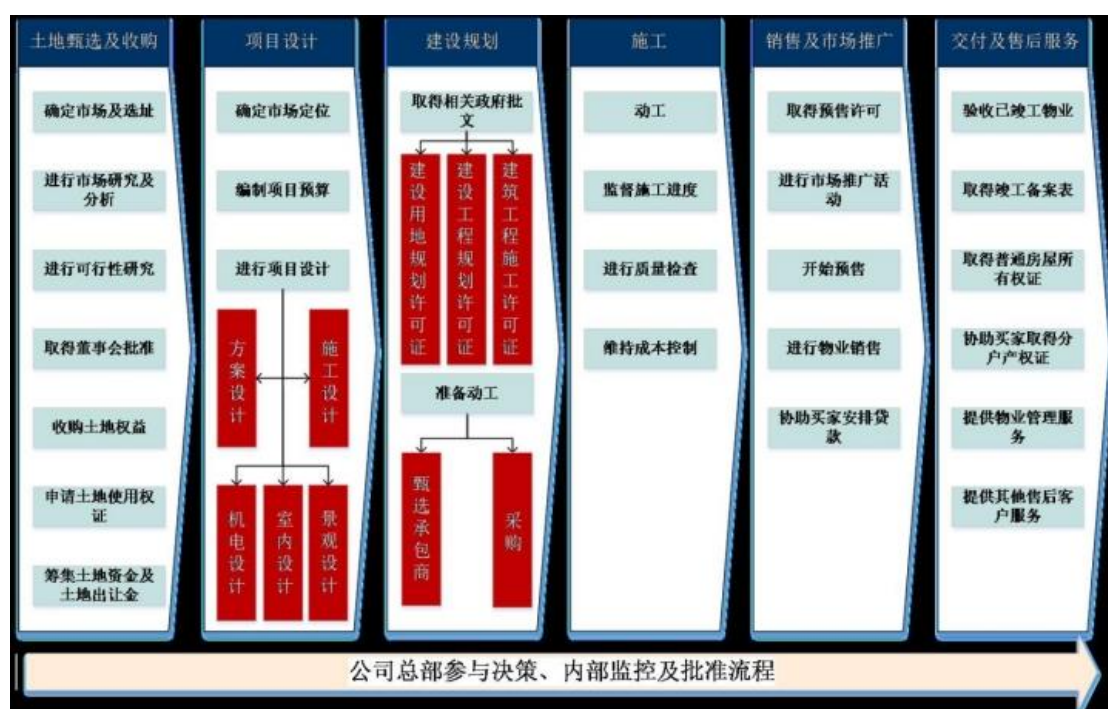 土地甄选及收购
确定市场及选址
进行市场研究及
分析
进行可行性研究
取得董事会批准
收购土地权益
申请土地使用权
证
筹集土地资金及
土地出让金
项目设计
确定市场定位
编制项目预算
进行项目设计
方案设计
施工设计
机电设计
室内设计
景观设计
建设规划
取得相关政府批
文
建设用地规划许可证
建设工程规划许可证
建筑工程施工许可证
准备动工
甄选承包商
采购
施工
动工
监督施工进度
进行质量检查
维持成本控制
销售及市场推广
取得预售许可
进行市场推广活
动
开始预售
进行物业销售
协助买家安排贷
款
交付及售后服务
验收已竣工物业
取得竣工备案表
取得普通房屋所
有权证
协助买家取得分
户产权证
提供物业管理服
务
提供其他售后客
户服务
公司总部参与决策、内部监控及批准流程